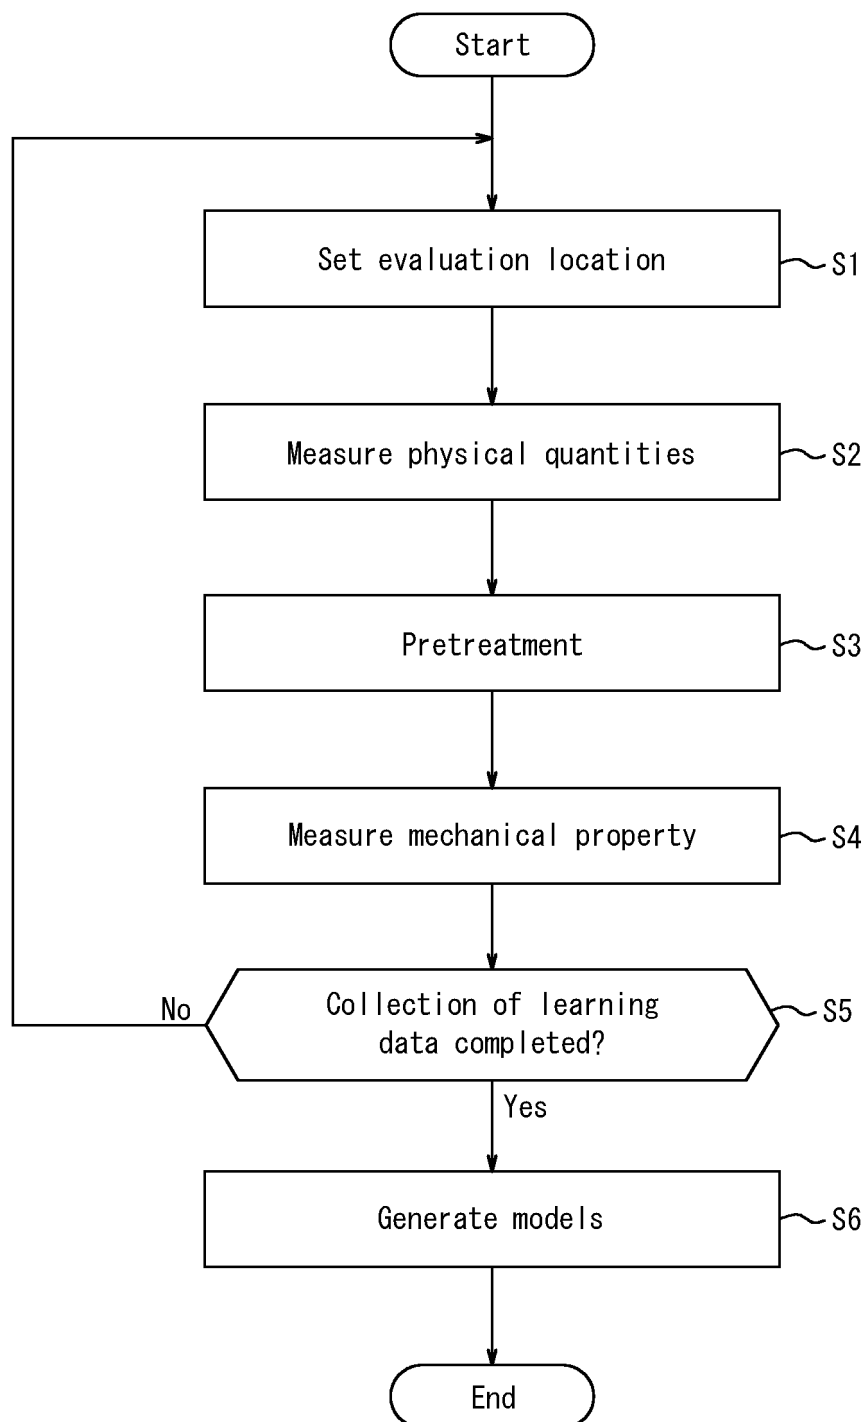 Start
Set evaluation location
S1
Measure physical quantities
S2
Pretreatment
S3
Measure mechanical property
S4
No
Collection of learning
data completed?
S5
Yes
Generate models
S6
End